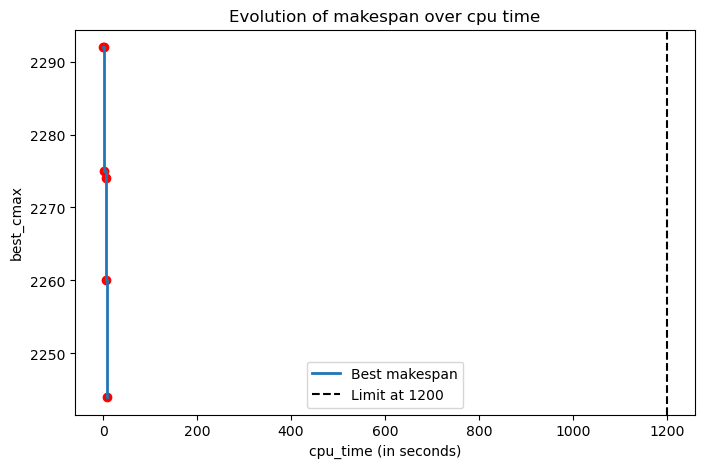 Evolution of makespan over cpu time
best_cmax
2290
2280
2270
2260
2250
Best makespan
Limit at 1200
0 200 400 600 800 1000 1200
cpu_time (in seconds)